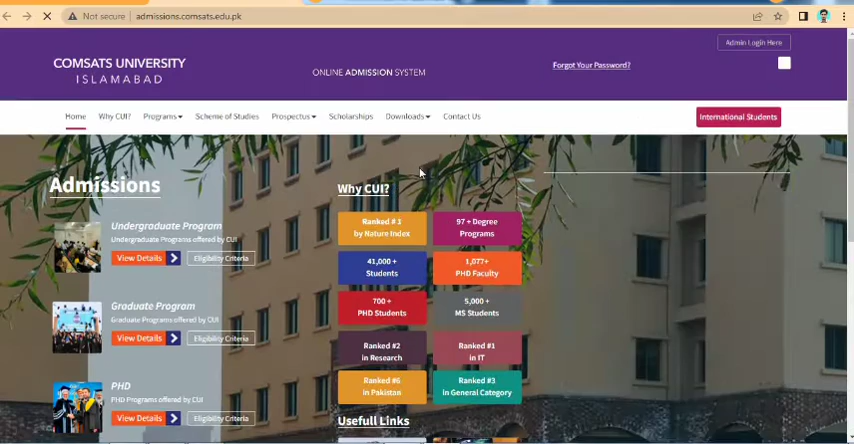 Not secure | admissions.comsats.edu.pk
Admin Login Here
COMSATS UNIVERSITY
ISLAMABAD
ONLINE ADMISSION SYSTEM
Forgot Your Password?
Home Why CUI? Programs Scheme of Studies Prospectus Scholarships Downloads Contact Us International Students
Admissions
Undergraduate Program
Undergraduate Programs offered by CUI
View Details Eligibility Criteria
Graduate Program
Graduate Programs offered by CUI
View Details Eligibility Criteria
PHD
PHD Programs offered by CUI
View Details Eligibility Criteria
Why CUI?
Ranked # 1
by Nature Index
97 + Degree
Programs
41,000 +
Students
1,077+
PHD Faculty
700 +
PHD Students
5,000 +
MS Students
Ranked #2
in Research
Ranked #1
in IT
Ranked #6
in Pakistan
Ranked #3
in General Category
Usefull Links